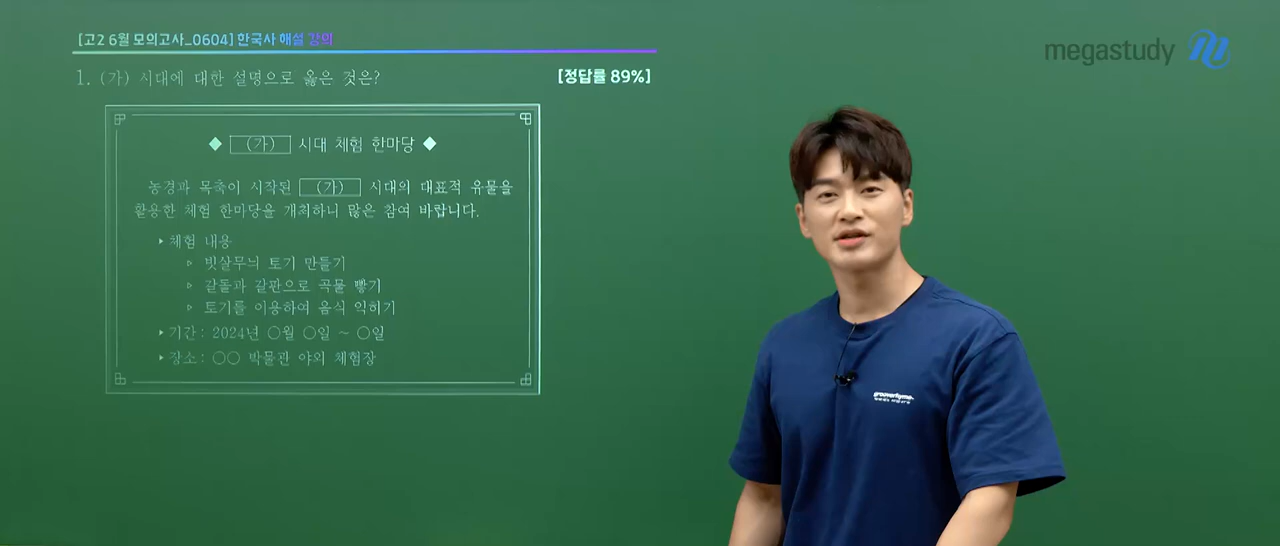 [고2 6월 모의고사_0604] 한국사 해설 강의
megastudy
1. (가) 시대에 대한 설명으로 옳은 것은?
[정답률 89%]
◆ (가) 시대 체험 한마당 ◆
농경과 목축이 시작된 (가) 시대의 대표적 유물을
활용한 체험 한마당을 개최하니 많은 참여 바랍니다.
▸체험 내용
▹ 빗살무늬 토기 만들기
▹ 갈돌과 갈판으로 곡물 빻기
▹ 토기를 이용하여 음식 익히기
▸기간 : 2024년 ○월 ○일 ~ ○일
▸장소 : ○○ 박물관 야외 체험장
grooverhyme